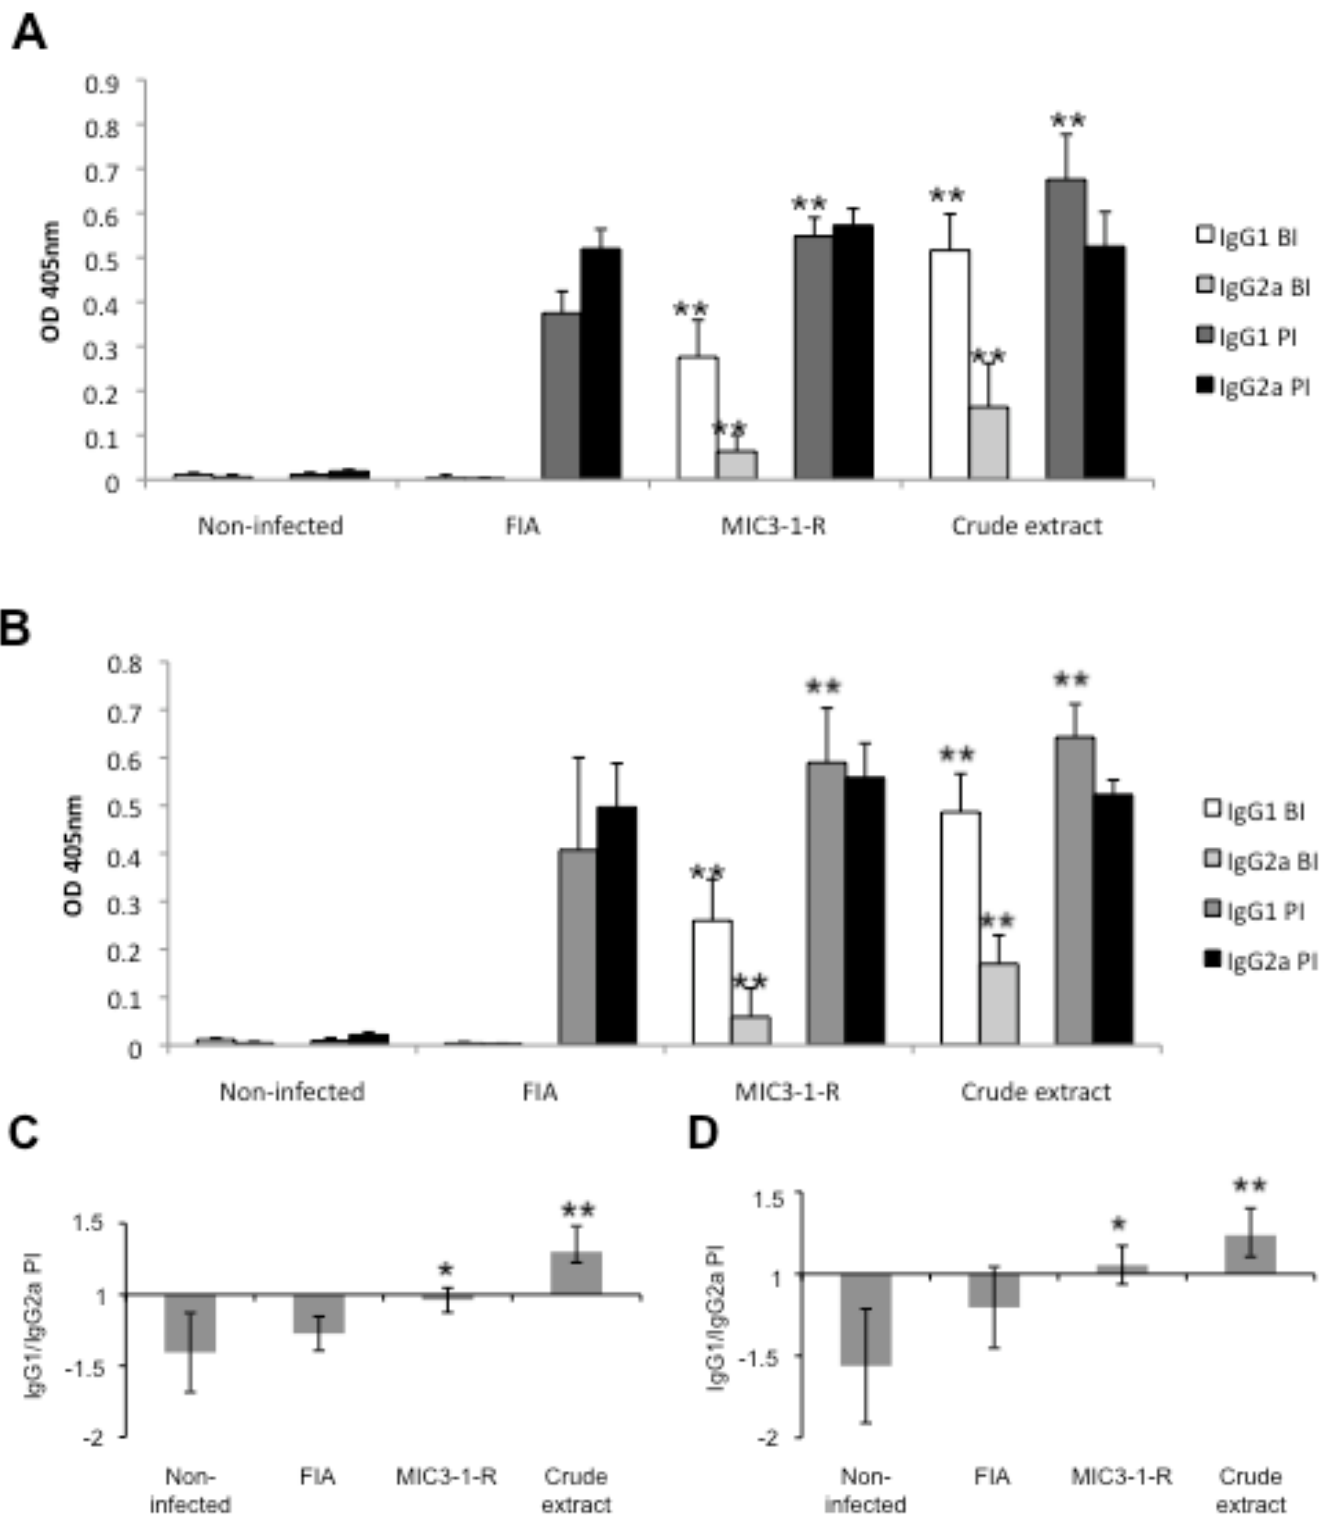 A
0.9
0.8
0.7
0.6
0.5
0.4
0.3
0.2
0.1
0
OD 405nm
** ** ** ** ** **
Non-infected FIA MIC3-1-R Crude extract
IgG1 BI
IgG2a BI
IgG1 PI
IgG2a PI
B
0.8
0.7
0.6
0.5
0.4
0.3
0.2
0.1
0
OD 405nm
** ** ** ** ** **
Non-infected FIA MIC3-1-R Crude extract
IgG1 BI
IgG2a BI
IgG1 PI
IgG2a PI
C
1.5
1
-1.5
-2
IgG1/IgG2a PI
* **
Non-infected FIA MIC3-1-R Crude extract
D
1.5
1
-1.5
-2
IgG1/IgG2a PI
* **
Non-infected FIA MIC3-1-R Crude extract